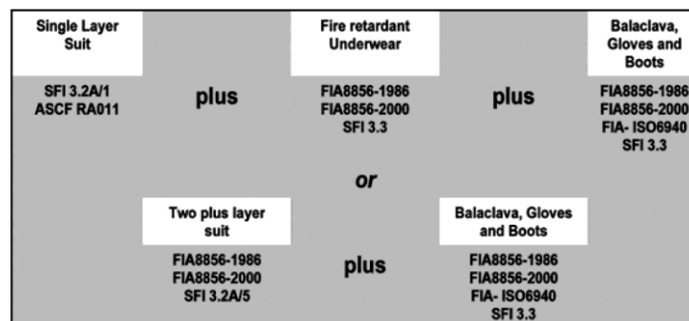 Single Layer
Suit
SFI 3.2A/1
ASCF RA011
plus
Fire retardant
Underwear
FIA8856-1986
FIA8856-2000
SFI 3.3
plus
Balaclava,
Gloves and
Boots
FIA8856-1986
FIA8856-2000
FIA- ISO6940
SFI 3.3
or
Two plus layer
suit
FIA8856-1986
FIA8856-2000
SFI 3.2A/5
plus
Balaclava, Gloves
and Boots
FIA8856-1986
FIA8856-2000
FIA- ISO6940
SFI 3.3